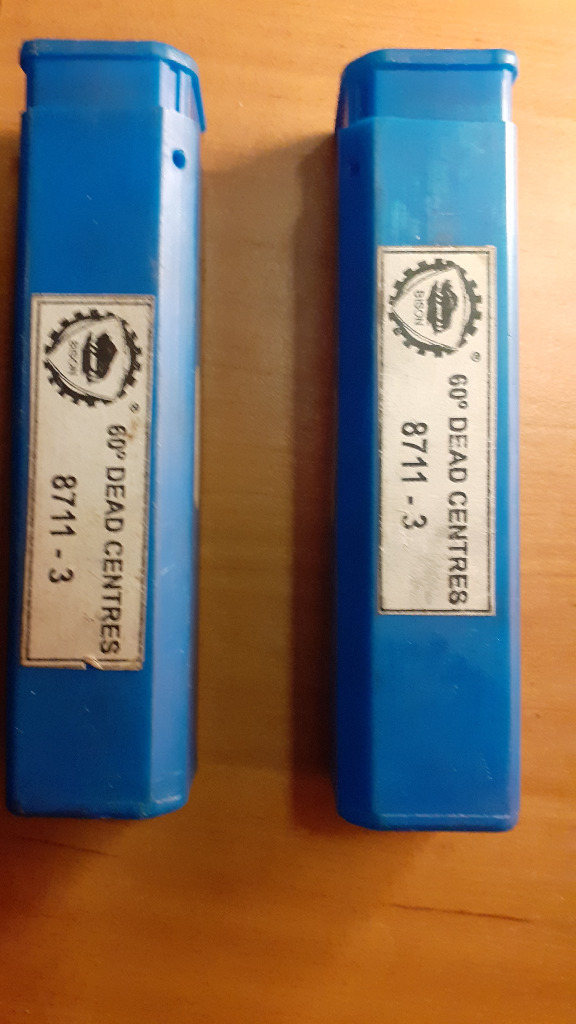 BISON
®
60° DEAD CENTRES
8711 - 3
BISON
®
60° DEAD CENTRES
8711 - 3